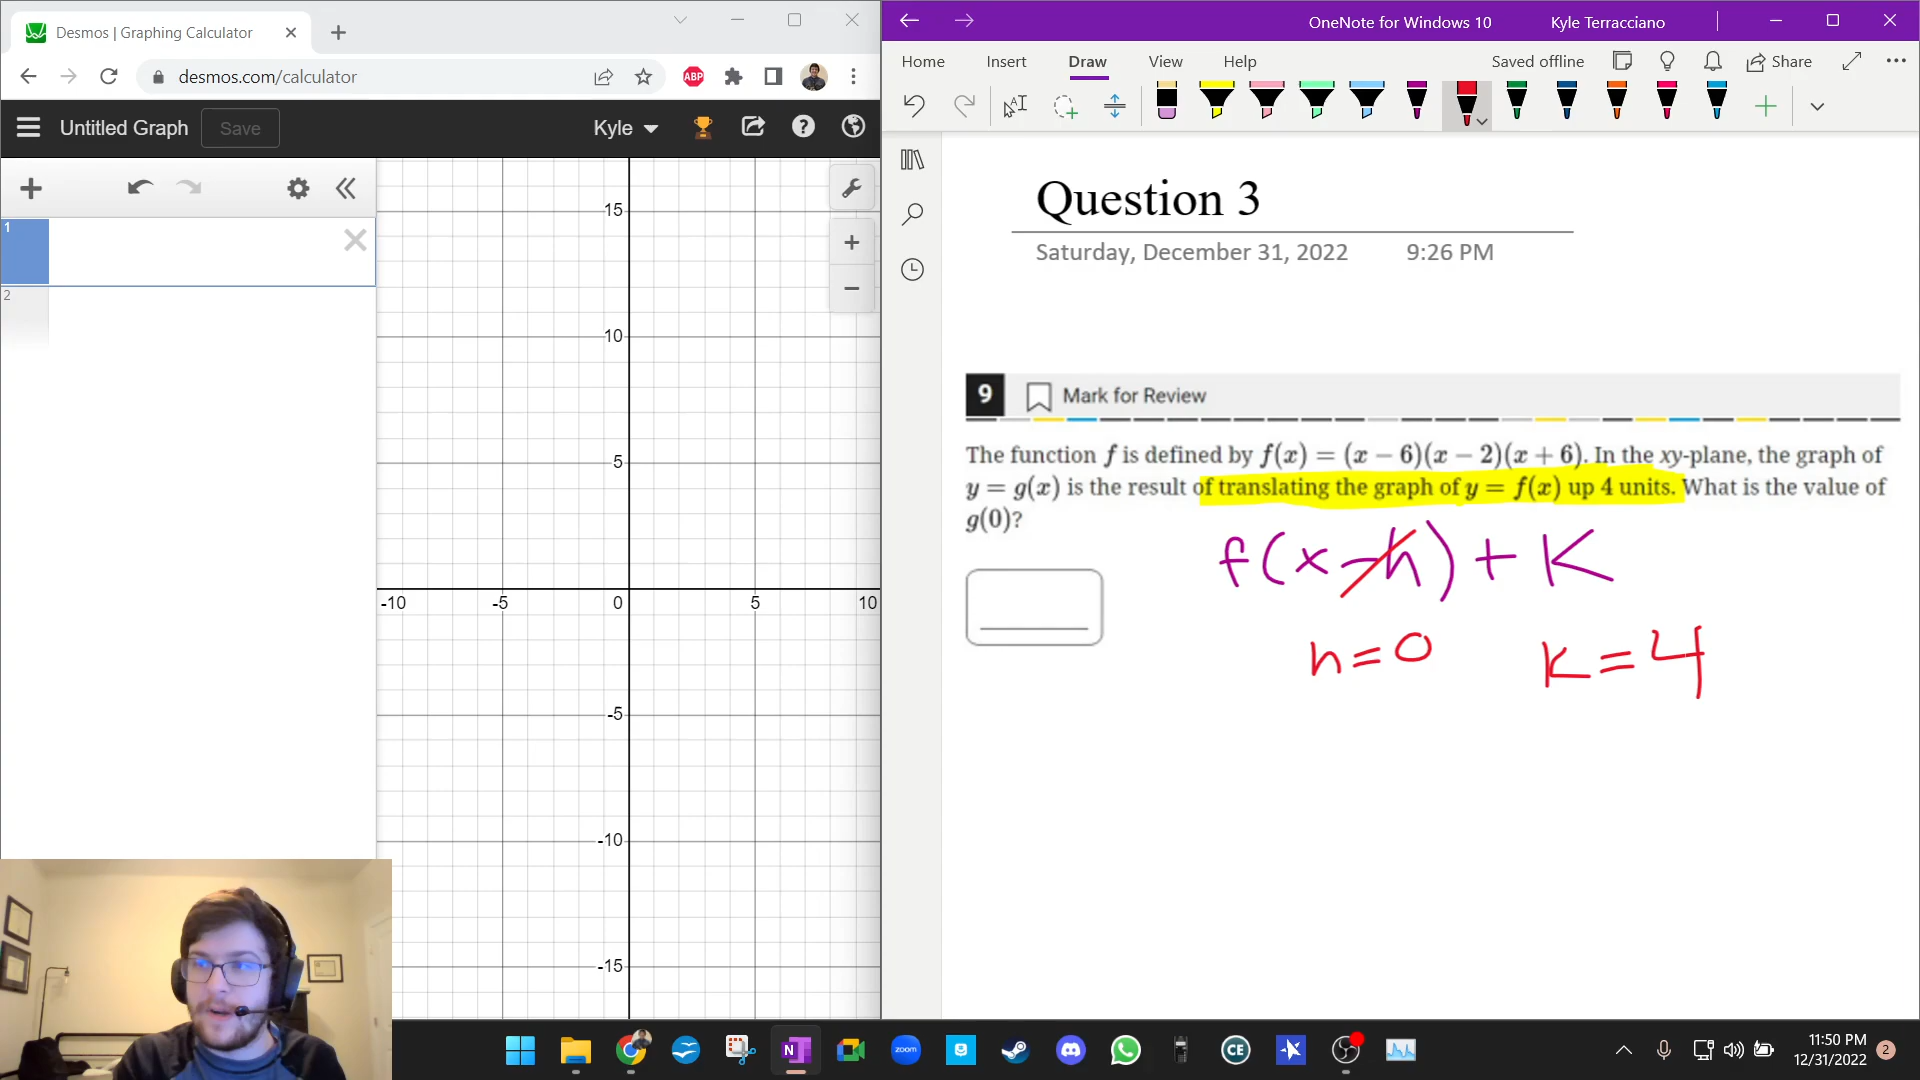 Desmos | Graphing Calculator
desmos.com/calculator
ABP
Untitled Graph
Save
Kyle
1
2
15
10
5
-10
-5
0
5
10
-5
-10
-15
OneNote for Windows 10
Kyle Terracciano
Home
Insert
Draw
View
Help
Saved offline
Share
Question 3
Saturday, December 31, 2022
9:26 PM
9
Mark for Review
The function f is defined by f(x) = (x − 6)(x − 2)(x + 6). In the xy-plane, the graph of
y = g(x) is the result of translating the graph of y = f(x) up 4 units. What is the value of
g(0)?
f(x-h)+K
h=0
K=4
zoom
N
CE
11:50 PM
12/31/2022
2